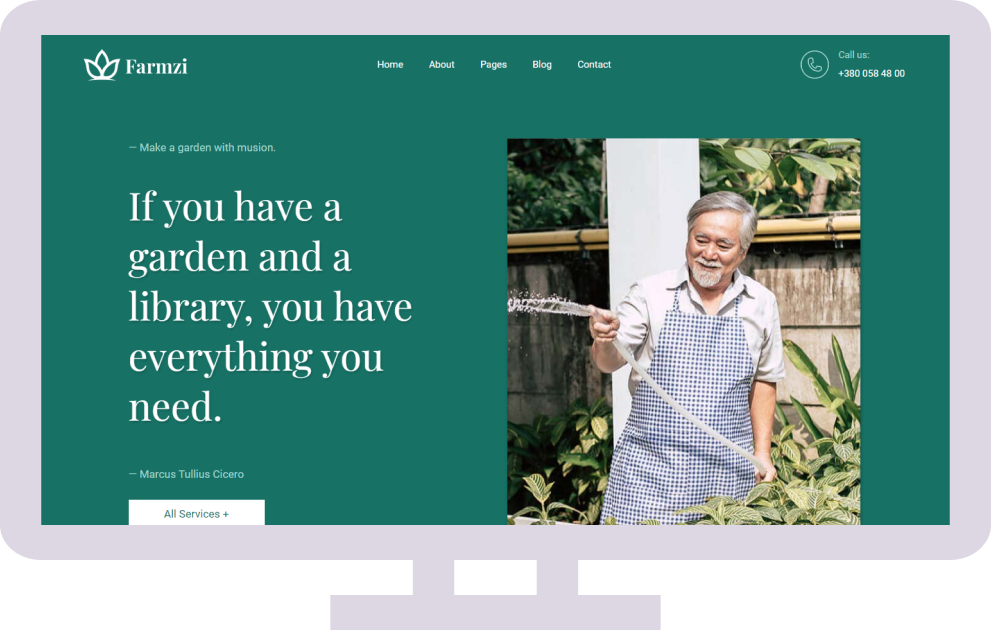 Farmzi
Home About Pages Blog Contact
Call us:
+380 058 48 00
— Make a garden with musion.
If you have a
garden and a
library, you have
everything you
need.
— Marcus Tullius Cicero
All Services +